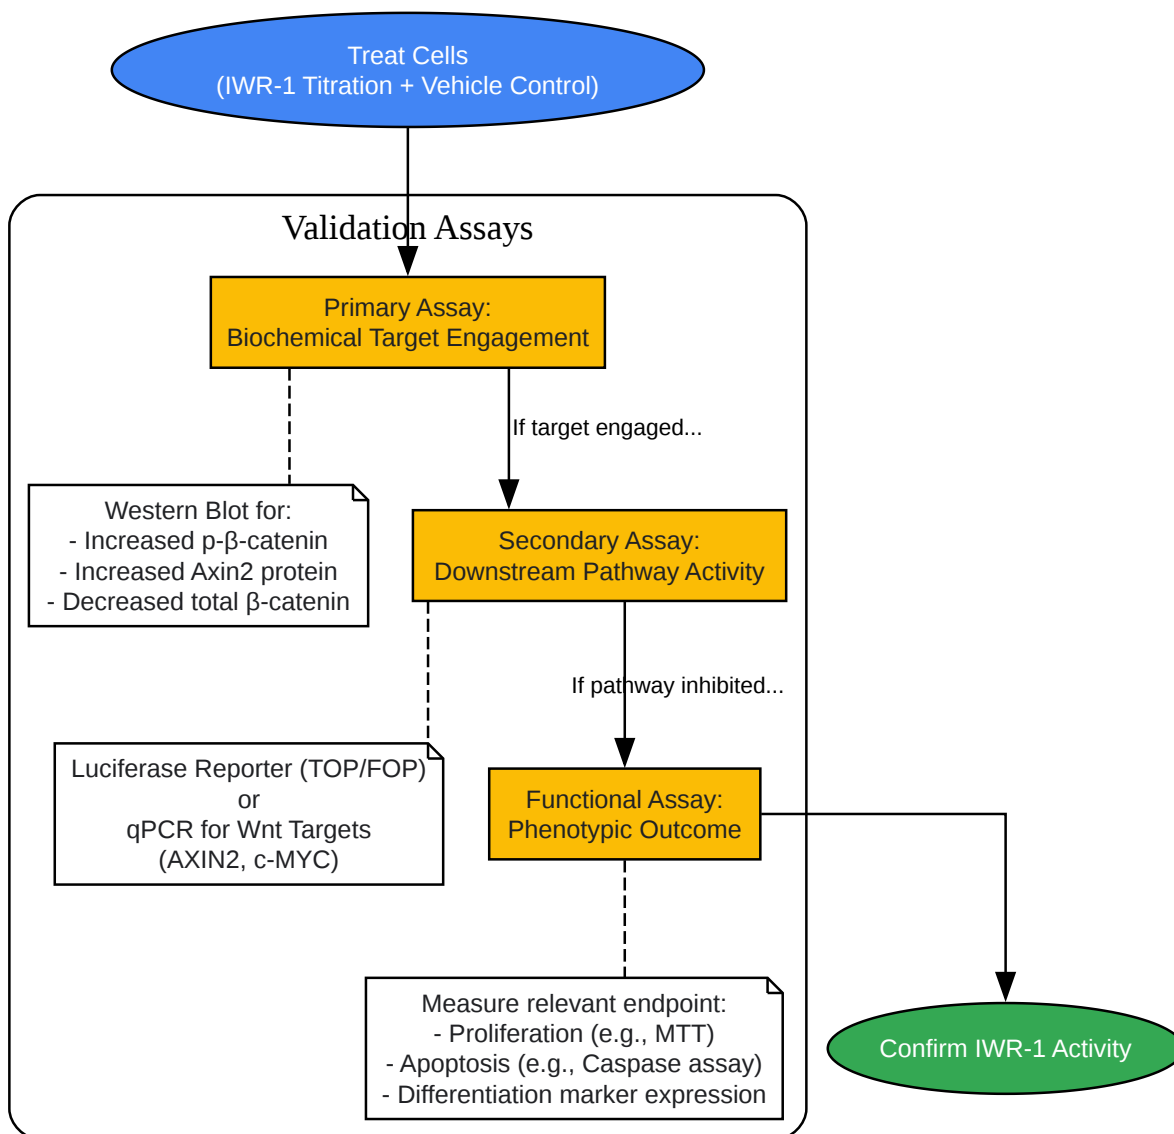 Treat Cells
(IWR-1 Titration + Vehicle Control)
Validation Assays
Primary Assay:
Biochemical Target Engagement
If target engaged...
Western Blot for:
- Increased p-β-catenin
- Increased Axin2 protein
- Decreased total β-catenin
Secondary Assay:
Downstream Pathway Activity
If pathway inhibited...
Luciferase Reporter (TOP/FOP)
or
qPCR for Wnt Targets
(AXIN2, c-MYC)
Functional Assay:
Phenotypic Outcome
Measure relevant endpoint:
- Proliferation (e.g., MTT)
- Apoptosis (e.g., Caspase assay)
- Differentiation marker expression
Confirm IWR-1 Activity